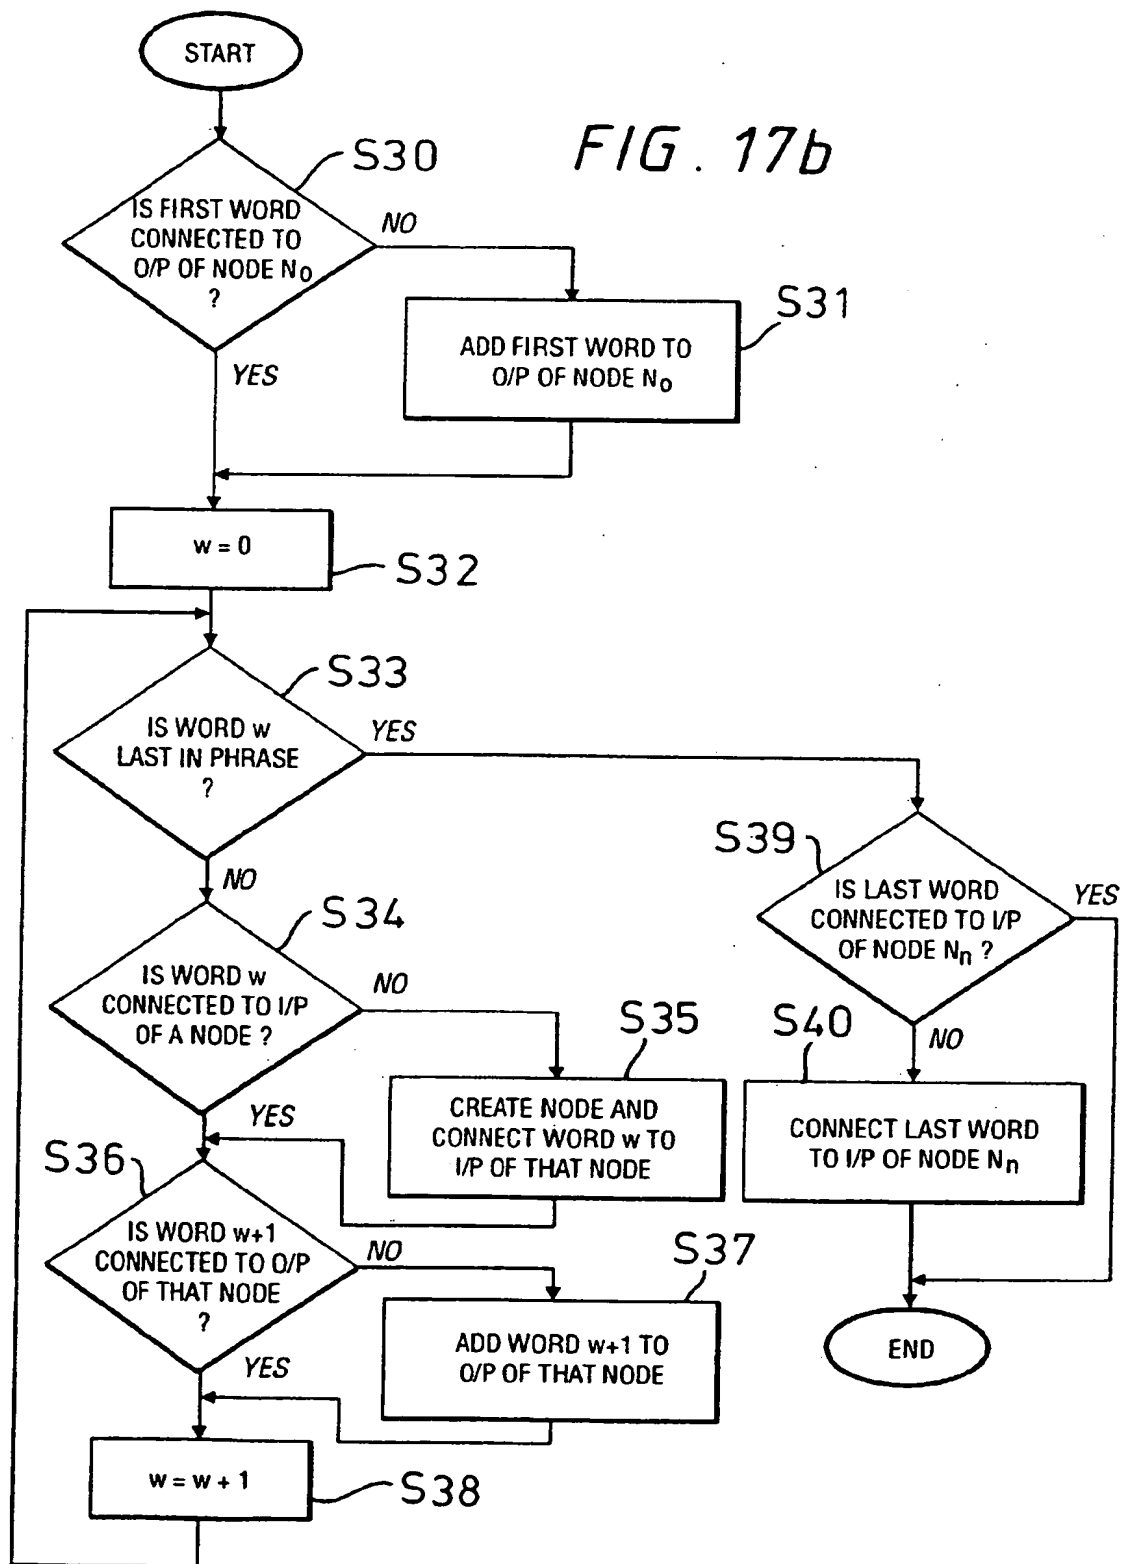 START
FIG. 17b
S30
IS FIRST WORD
CONNECTED TO
O/P OF NODE N₀
?
NO
YES
S31
ADD FIRST WORD TO
O/P OF NODE N₀
w = 0
S32
S33
IS WORD w
LAST IN PHRASE
?
YES
NO
S39
IS LAST WORD
CONNECTED TO I/P
OF NODE Nₙ ?
YES
NO
S34
IS WORD w
CONNECTED TO I/P
OF A NODE ?
NO
YES
S35
CREATE NODE AND
CONNECT WORD w TO
I/P OF THAT NODE
S40
CONNECT LAST WORD
TO I/P OF NODE Nₙ
S36
IS WORD w+1
CONNECTED TO O/P
OF THAT NODE
?
NO
YES
S37
ADD WORD w+1 TO
O/P OF THAT NODE
END
w = w + 1
S38